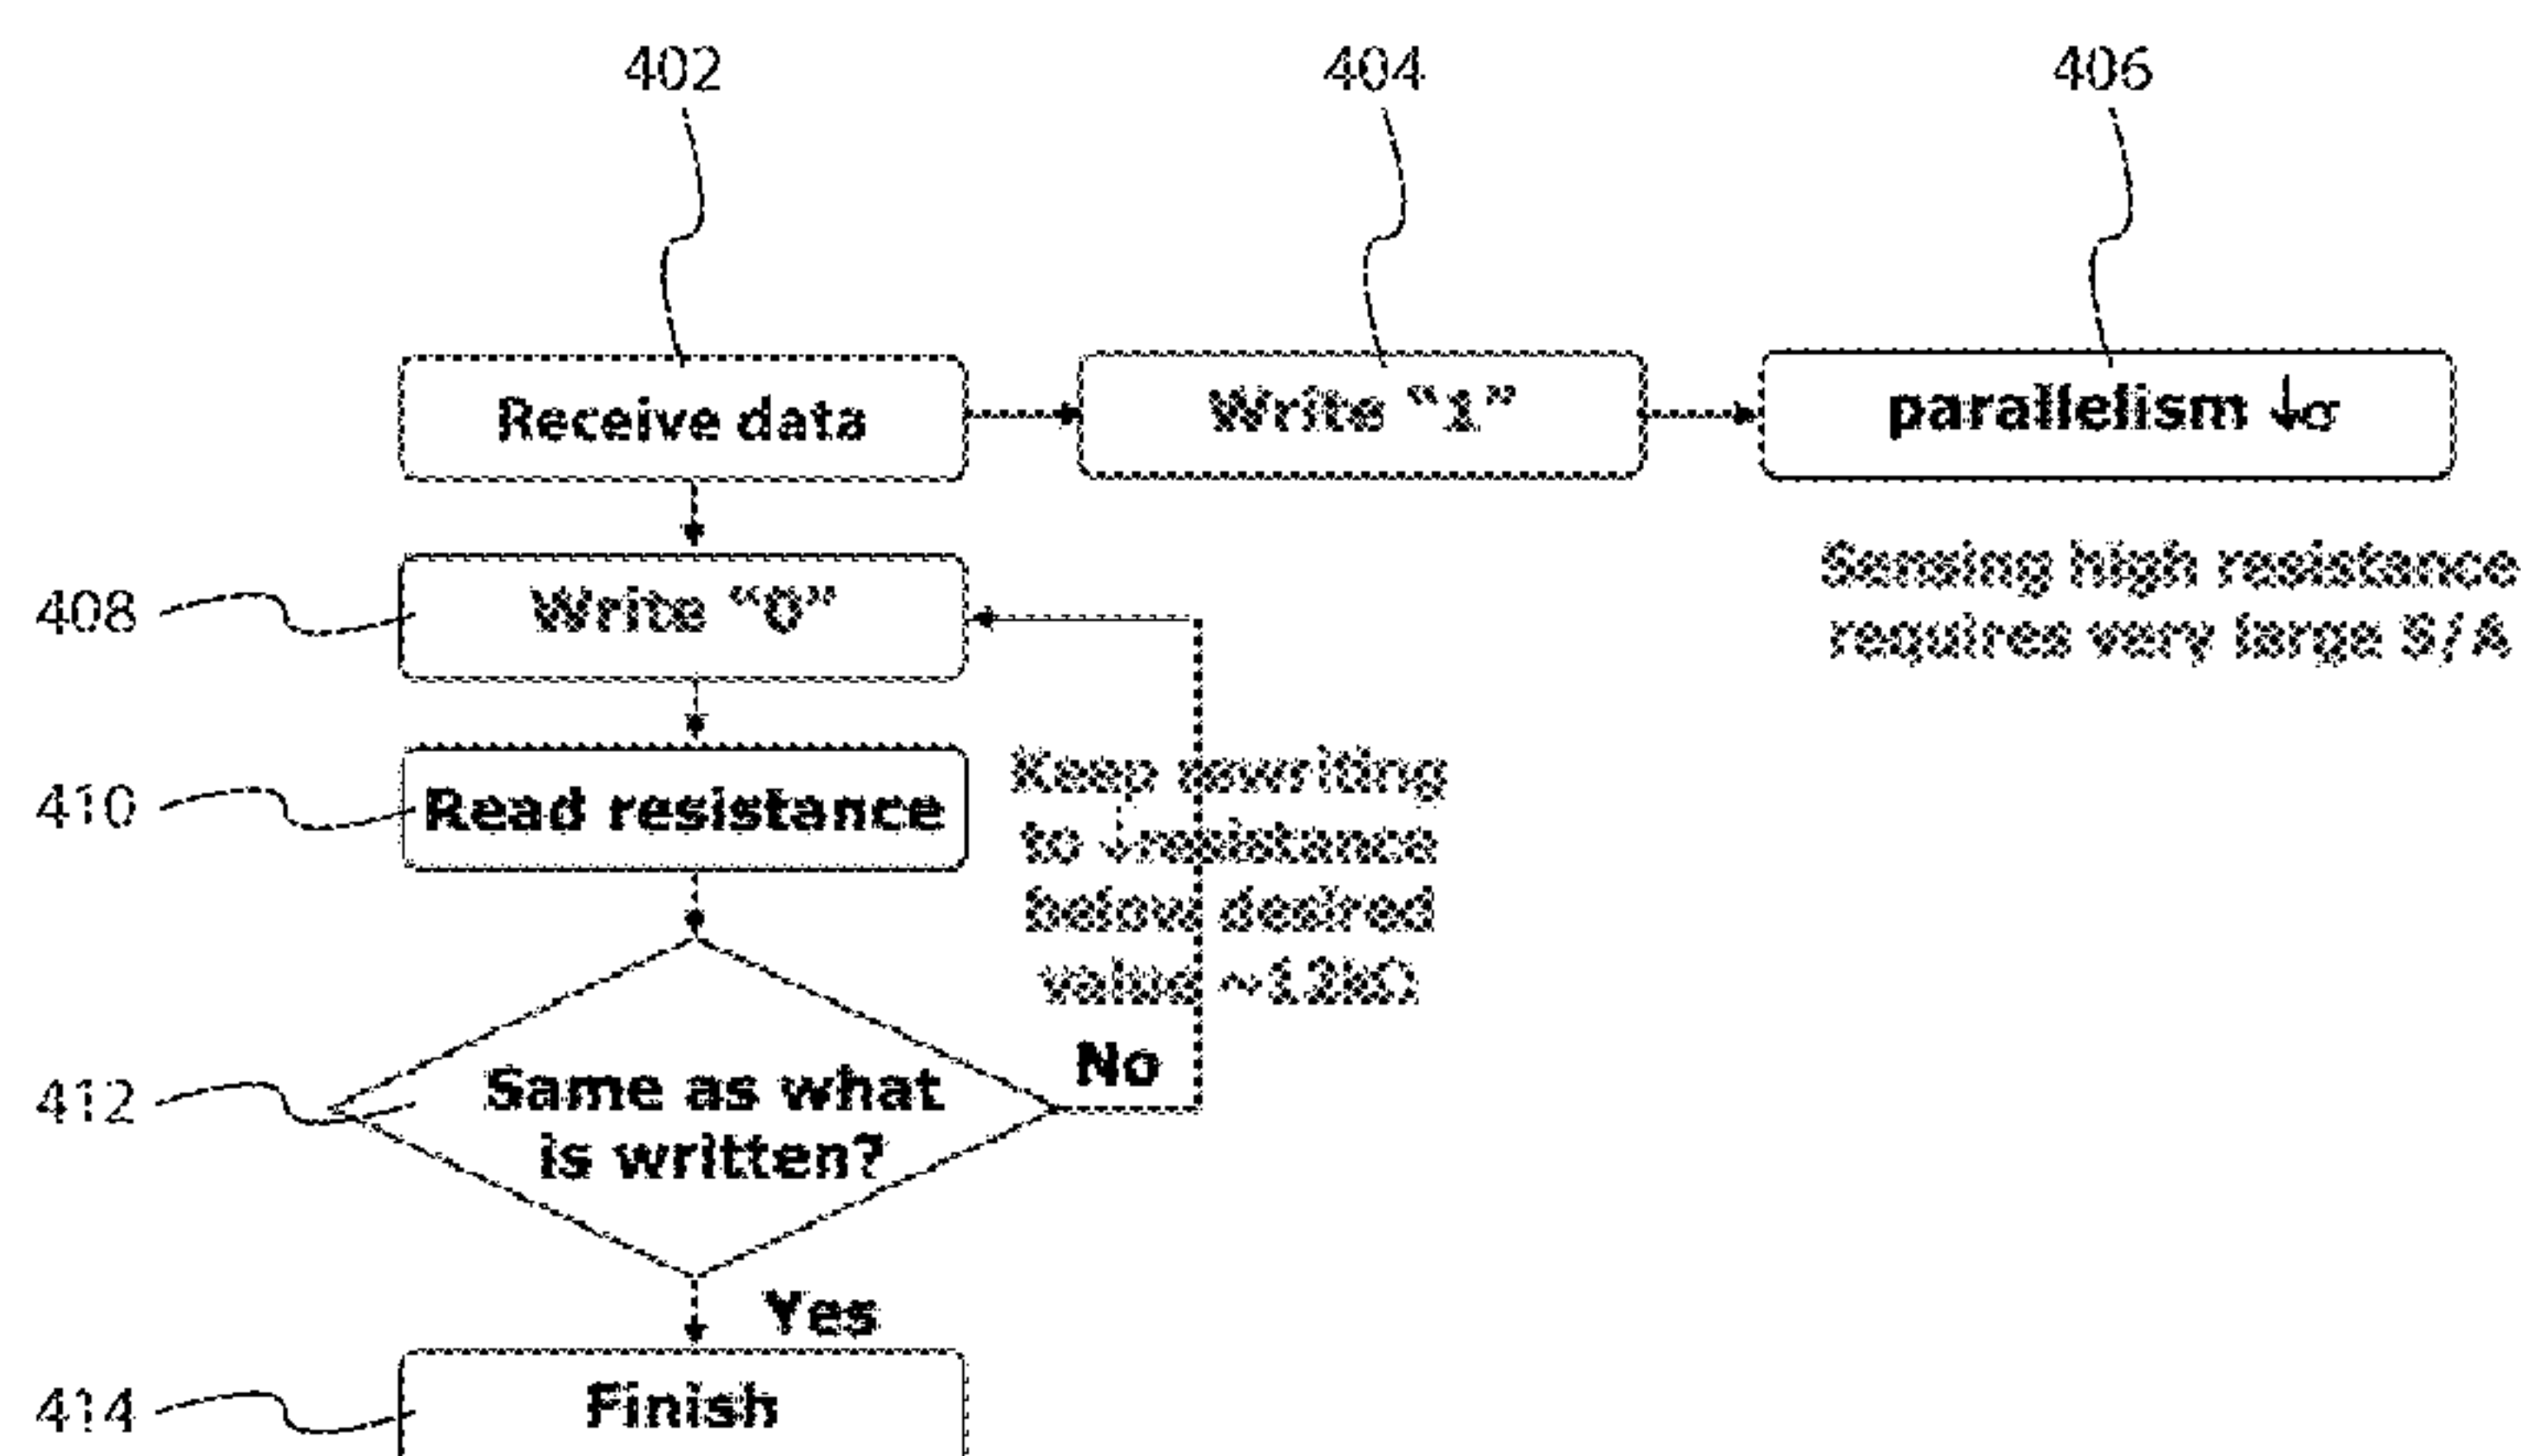 402
404
406
Receive data
Write “1”
parallelism ↓σ
Sensing high resistance
requires very large S/A
408
Write “0”
410
Read resistance
Keep rewriting
to ↓resistance
below desired
value ~12kΩ
No
412
Same as what
is written?
Yes
414
Finish